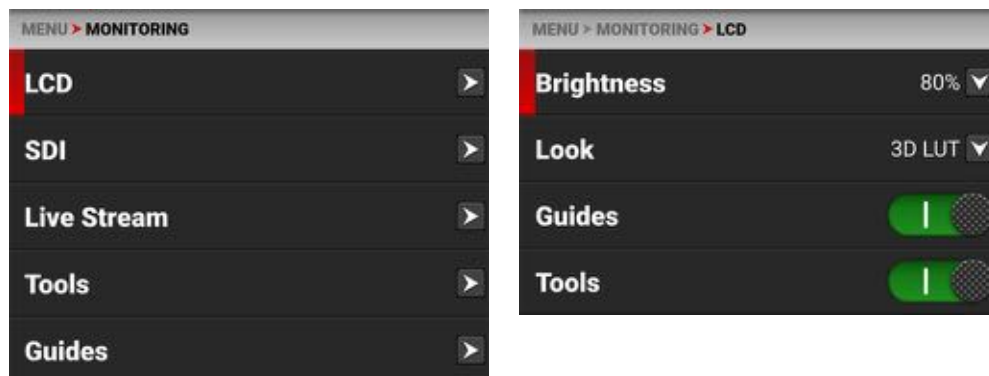 MENU > MONITORING
LCD
SDI
Live Stream
Tools
Guides
MENU > MONITORING > LCD
Brightness 80%
Look 3D LUT
Guides
Tools